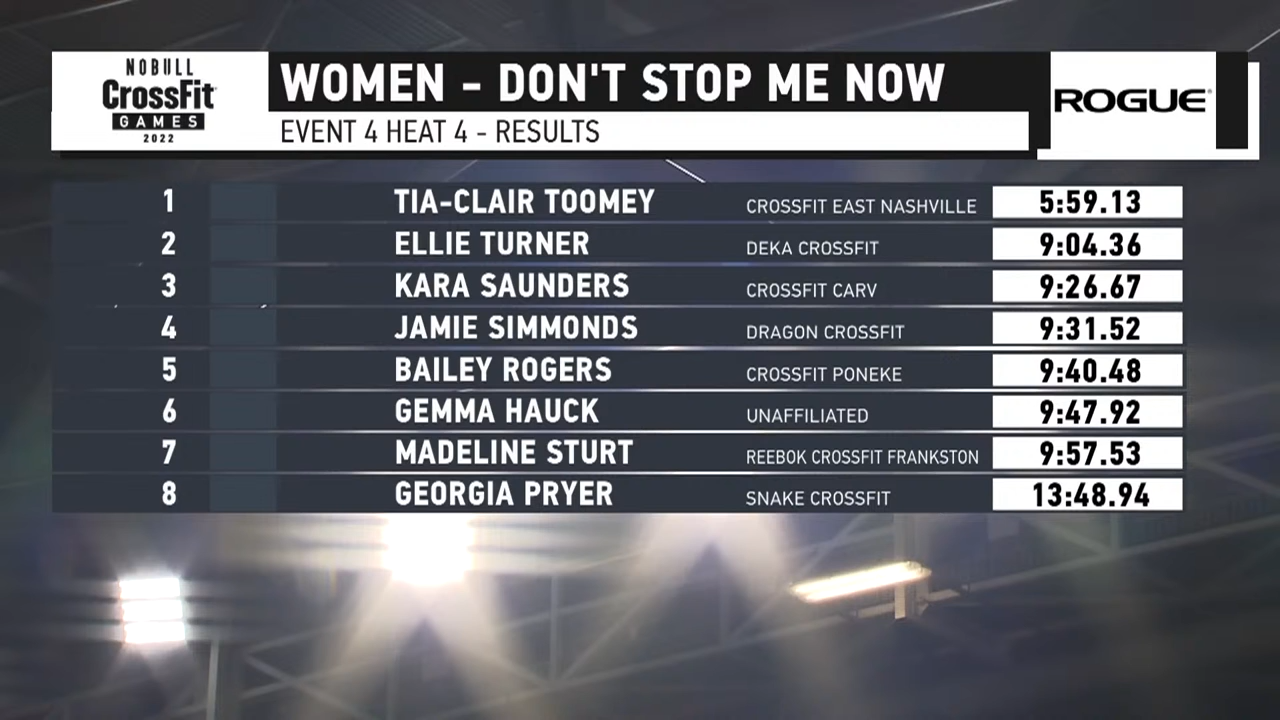 NOBULL
CrossFit
GAMES
2022
WOMEN - DON'T STOP ME NOW
EVENT 4 HEAT 4 - RESULTS
ROGUE
1 TIA-CLAIR TOOMEY CROSSFIT EAST NASHVILLE 5:59.13
2 ELLIE TURNER DEKA CROSSFIT 9:04.36
3 KARA SAUNDERS CROSSFIT CARV 9:26.67
4 JAMIE SIMMONDS DRAGON CROSSFIT 9:31.52
5 BAILEY ROGERS CROSSFIT PONEKE 9:40.48
6 GEMMA HAUCK UNAFFILIATED 9:47.92
7 MADELINE STURT REEBOK CROSSFIT FRANKSTON 9:57.53
8 GEORGIA PRYER SNAKE CROSSFIT 13:48.94